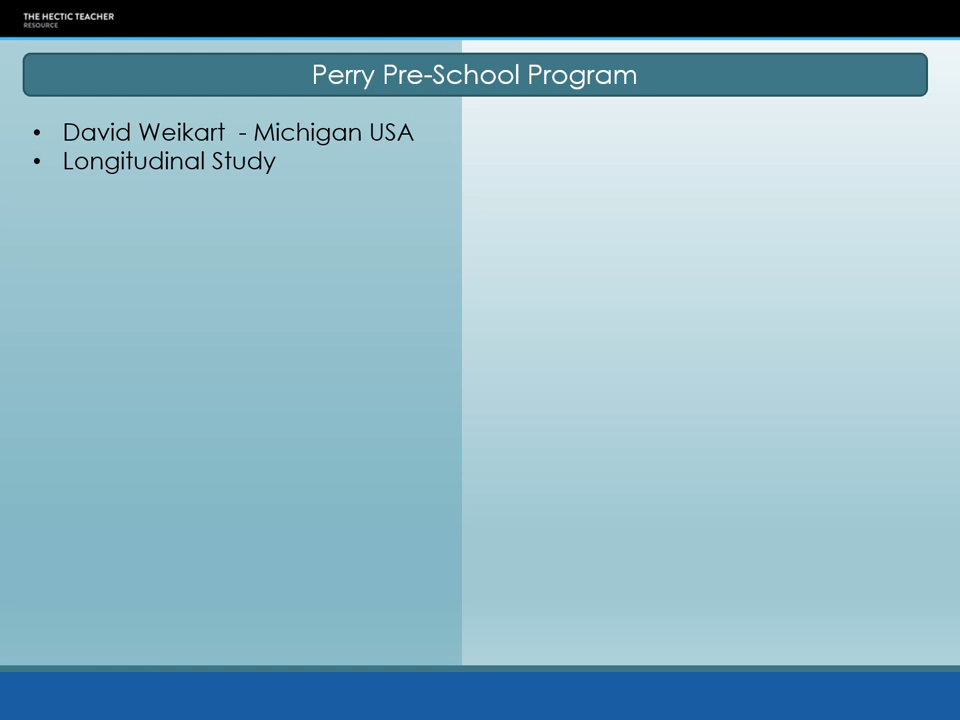 THE HECTIC TEACHER
RESOURCE
Perry Pre-School Program
• David Weikart - Michigan USA
• Longitudinal Study